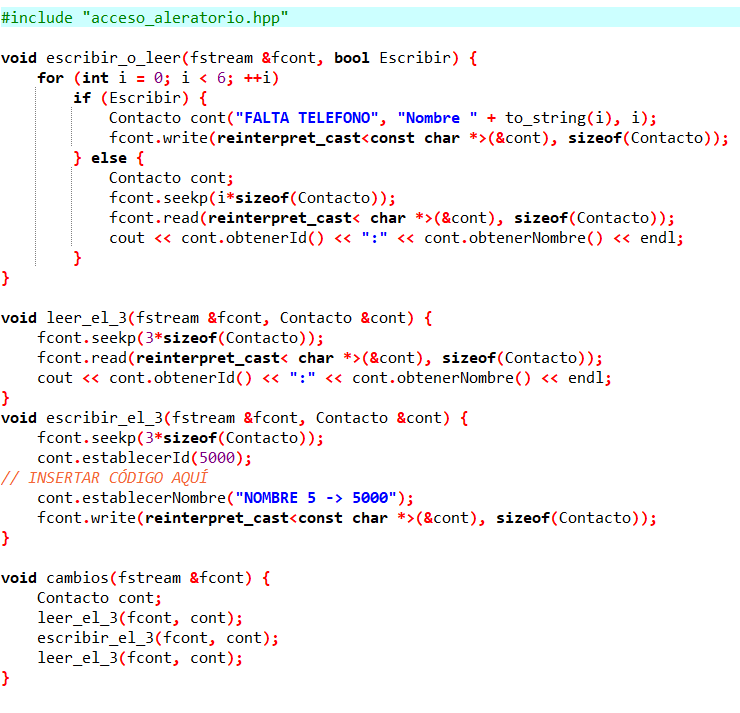 #include "acceso_aleratorio.hpp"
void escribir_o_leer(fstream &fcont, bool Escribir) {
for (int i = 0; i < 6; ++i)
if (Escribir) {
Contacto cont("FALTA TELEFONO", "Nombre " + to_string(i), i);
fcont.write(reinterpret_cast<const char *>(&cont), sizeof(Contacto));
} else {
Contacto cont;
fcont.seekp(i*sizeof(Contacto));
fcont.read(reinterpret_cast< char *>(&cont), sizeof(Contacto));
cout << cont.obtenerId() << ":" << cont.obtenerNombre() << endl;
}
}
void leer_el_3(fstream &fcont, Contacto &cont) {
fcont.seekp(3*sizeof(Contacto));
fcont.read(reinterpret_cast< char *>(&cont), sizeof(Contacto));
cout << cont.obtenerId() << ":" << cont.obtenerNombre() << endl;
}
void escribir_el_3(fstream &fcont, Contacto &cont) {
fcont.seekp(3*sizeof(Contacto));
cont.establecerId(5000);
// INSERTAR CÓDIGO AQUÍ
cont.establecerNombre("NOMBRE 5 -> 5000");
fcont.write(reinterpret_cast<const char *>(&cont), sizeof(Contacto));
}
void cambios(fstream &fcont) {
Contacto cont;
leer_el_3(fcont, cont);
escribir_el_3(fcont, cont);
leer_el_3(fcont, cont);
}